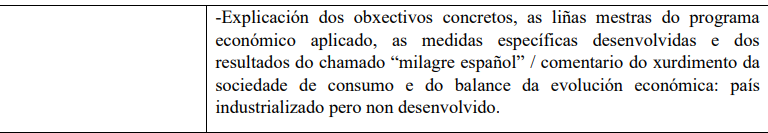 -Explicación dos obxectivos concretos, as liñas mestras do programa
económico aplicado, as medidas específicas desenvolvidas e dos
resultados do chamado “milagre español” / comentario do xurdimento da
sociedade de consumo e do balance da evolución económica: país
industrializado pero non desenvolvido.